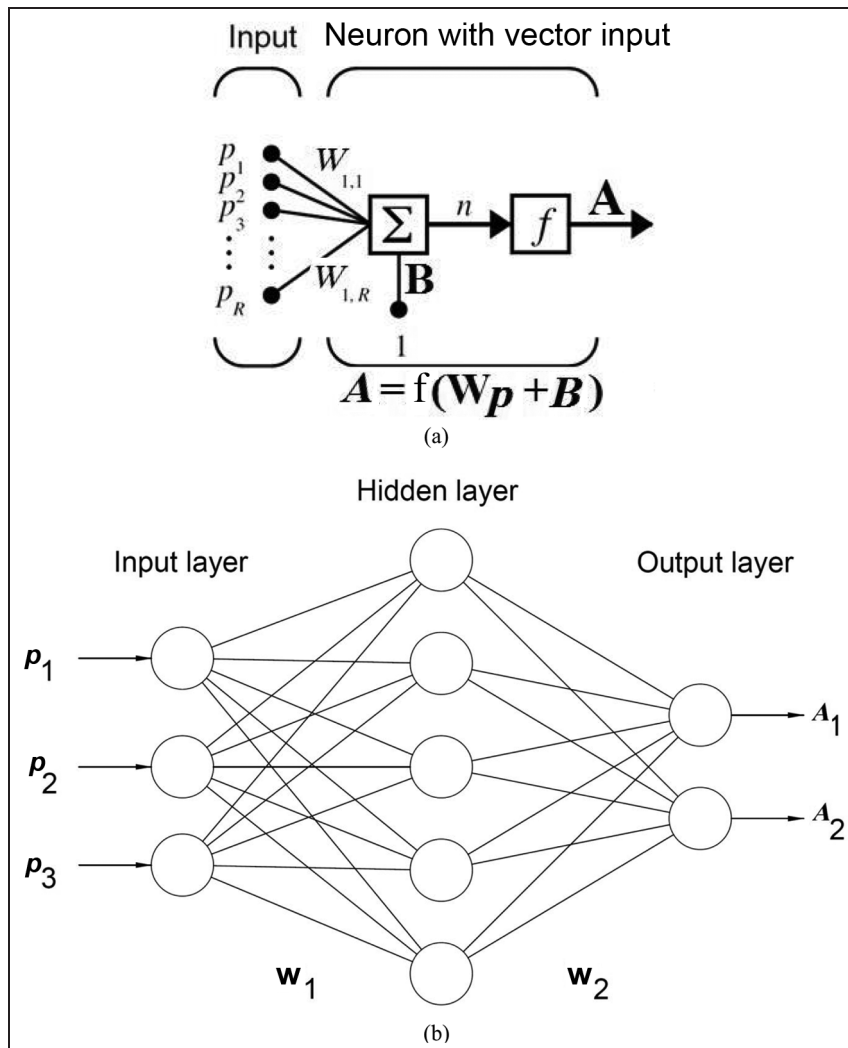 Input Neuron with vector input
p1
p2
p3
pR
W1,1
W1,R
Σ
n
f
A
B
1
A = f(Wp + B)
(a)
Hidden layer
Input layer
Output layer
p1
p2
p3
A1
A2
w1
w2
(b)